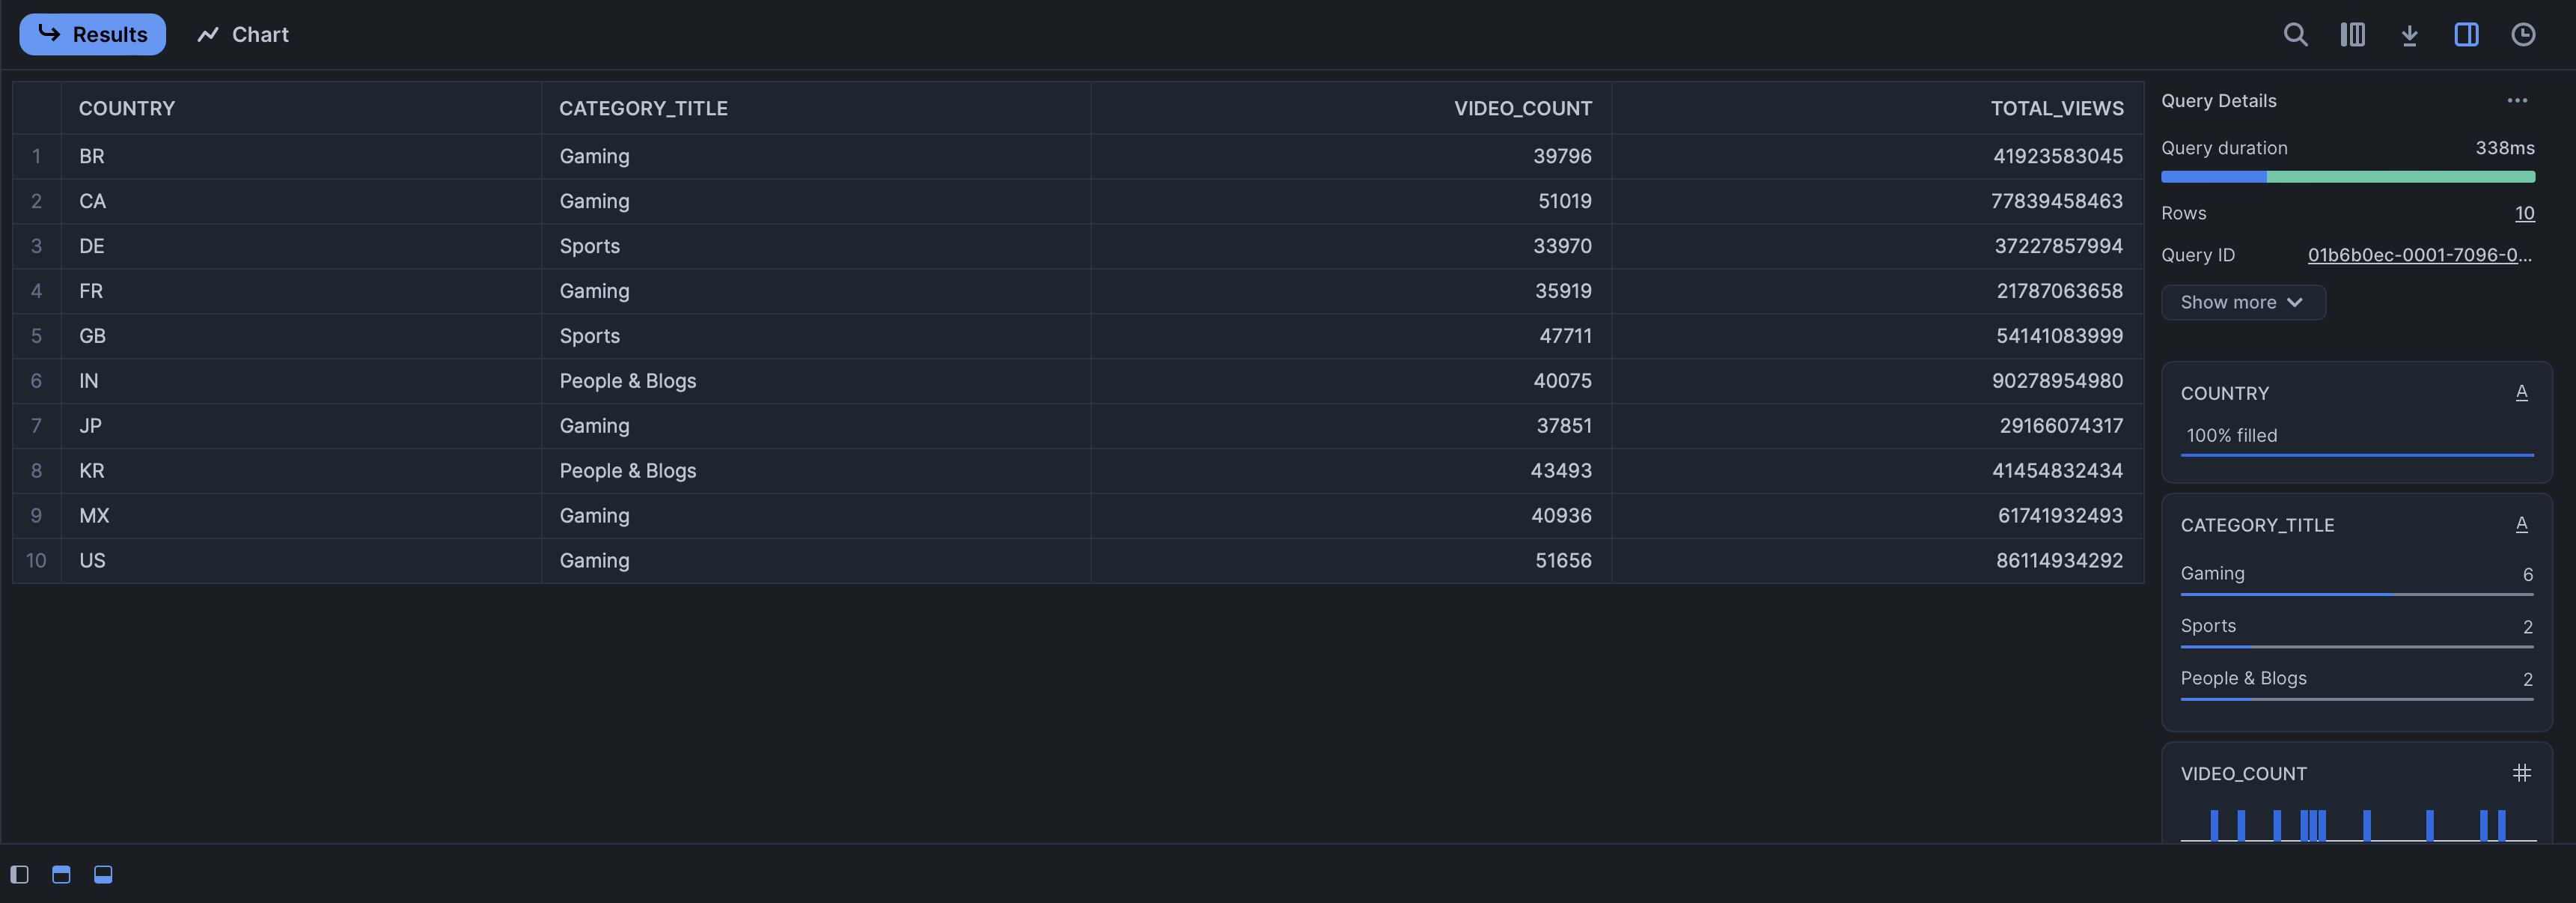 Results Chart
COUNTRY CATEGORY_TITLE VIDEO_COUNT TOTAL_VIEWS
1 BR Gaming 39796 41923583045
2 CA Gaming 51019 77839458463
3 DE Sports 33970 37227857994
4 FR Gaming 35919 21787063658
5 GB Sports 47711 54141083999
6 IN People & Blogs 40075 90278954980
7 JP Gaming 37851 29166074317
8 KR People & Blogs 43493 41454832434
9 MX Gaming 40936 61741932493
10 US Gaming 51656 86114934292
Query Details ...
Query duration 338ms
Rows 10
Query ID 01b6b0ec-0001-7096-0...
Show more
COUNTRY A
100% filled
CATEGORY_TITLE A
Gaming 6
Sports 2
People & Blogs 2
VIDEO_COUNT #